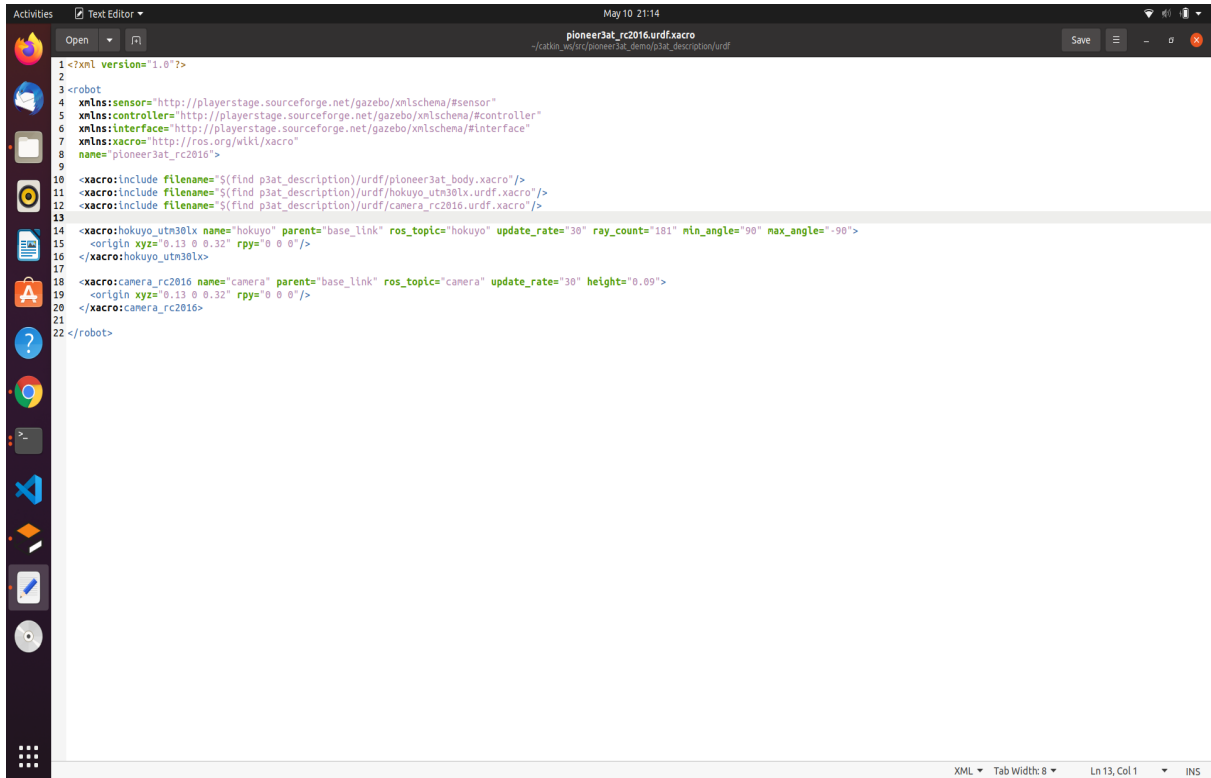 Activities Text Editor May 10 21:14
Open pioneer3at_rc2016.urdf.xacro Save
~/catkin_ws/src/pioneer3at_demo/p3at_description/urdf
1 <?xml version="1.0"?>
2
3 <robot
4   xmlns:sensor="http://playerstage.sourceforge.net/gazebo/xmlschema/#sensor"
5   xmlns:controller="http://playerstage.sourceforge.net/gazebo/xmlschema/#controller"
6   xmlns:interface="http://playerstage.sourceforge.net/gazebo/xmlschema/#interface"
7   xmlns:xacro="http://ros.org/wiki/xacro"
8   name="pioneer3at_rc2016">
9
10   <xacro:include filename="$(find p3at_description)/urdf/pioneer3at_body.xacro"/>
11   <xacro:include filename="$(find p3at_description)/urdf/hokuyo_utm30lx.urdf.xacro"/>
12   <xacro:include filename="$(find p3at_description)/urdf/camera_rc2016.urdf.xacro"/>
13
14   <xacro:hokuyo_utm30lx name="hokuyo" parent="base_link" ros_topic="hokuyo" update_rate="30" ray_count="181" min_angle="90" max_angle="-90">
15     <origin xyz="0.13 0 0.32" rpy="0 0 0"/>
16   </xacro:hokuyo_utm30lx>
17
18   <xacro:camera_rc2016 name="camera" parent="base_link" ros_topic="camera" update_rate="30" height="0.09">
19     <origin xyz="0.13 0 0.32" rpy="0 0 0"/>
20   </xacro:camera_rc2016>
21
22 </robot>
XML Tab Width: 8 Ln 13, Col 1 INS